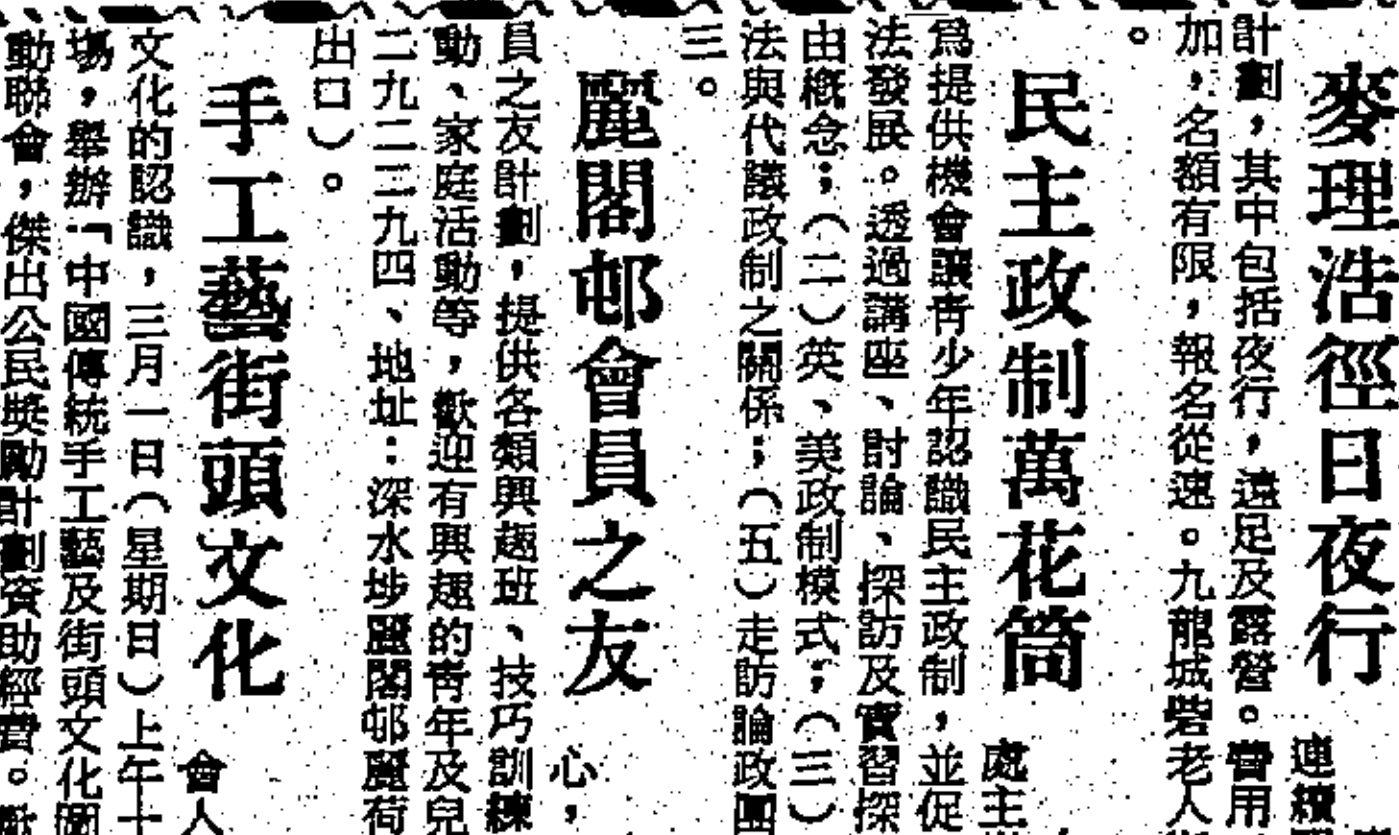 麥理浩徑日夜行
連續
計劃，其中包括夜行，遠足及露營。費用
加，名額有限，報名從速。九龍城砦老人
。
民主政制萬花筒
處主
爲提供機會讓青少年認識民主政制，並促
法發展。透過講座、討論、探訪及實習探
由概念；（二）英、美政制模式；（三）
法與代議政制之關係；（五）走訪論政團
三。
麗閣邨會員之友
心，
員之友計劃，提供各類興趣班、技巧訓練
動、家庭活動等，歡迎有興趣的青年及兒
二九二二九四、地址：深水埗麗閣邨麗荷
出口）。
手工藝街頭文化
會人
文化的認識，三月一日（星期日）上午十
場，舉辦「中國傳統手工藝及街頭文化
動聯會，傑出公民獎勵計劃資助經費。